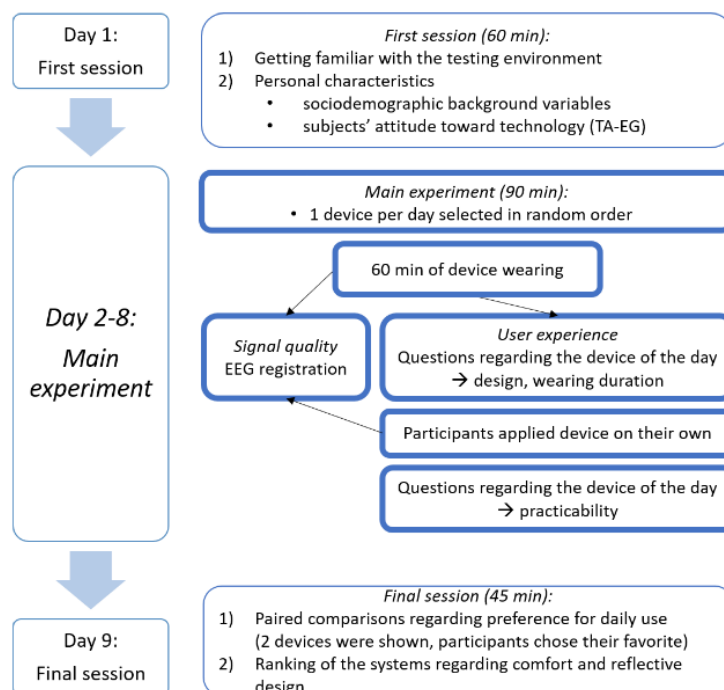 Day 1:
First session
First session (60 min):
1) Getting familiar with the testing environment
2) Personal characteristics
• sociodemographic background variables
• subjects' attitude toward technology (TA-EG)
Day 2-8:
Main
experiment
Main experiment (90 min):
• 1 device per day selected in random order
60 min of device wearing
Signal quality
EEG registration
User experience
Questions regarding the device of the day
→ design, wearing duration
Participants applied device on their own
Questions regarding the device of the day
→ practicability
Day 9:
Final session
Final session (45 min):
1) Paired comparisons regarding preference for daily use
(2 devices were shown, participants chose their favorite)
2) Ranking of the systems regarding comfort and reflective
design